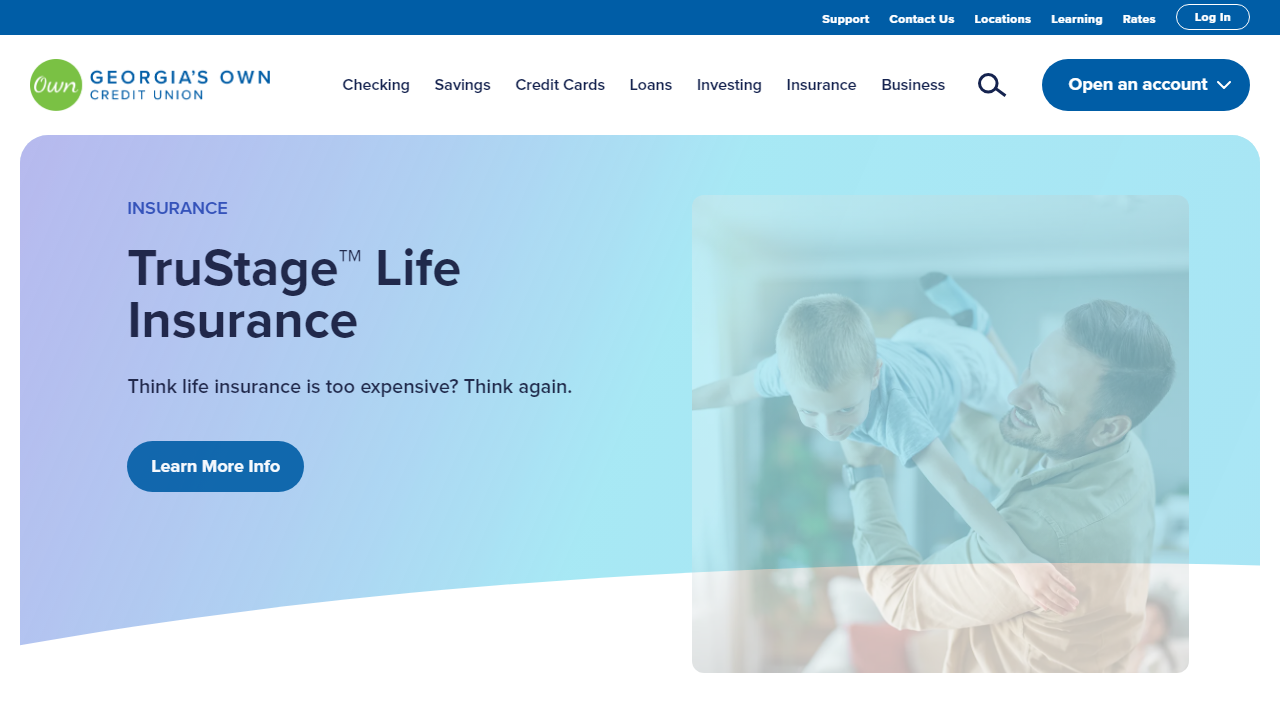 Support Contact Us Locations Learning Rates Log In
Own GEORGIA'S OWN
CREDIT UNION
Checking Savings Credit Cards Loans Investing Insurance Business Open an account
INSURANCE
TruStage™ Life
Insurance
Think life insurance is too expensive? Think again.
Learn More Info